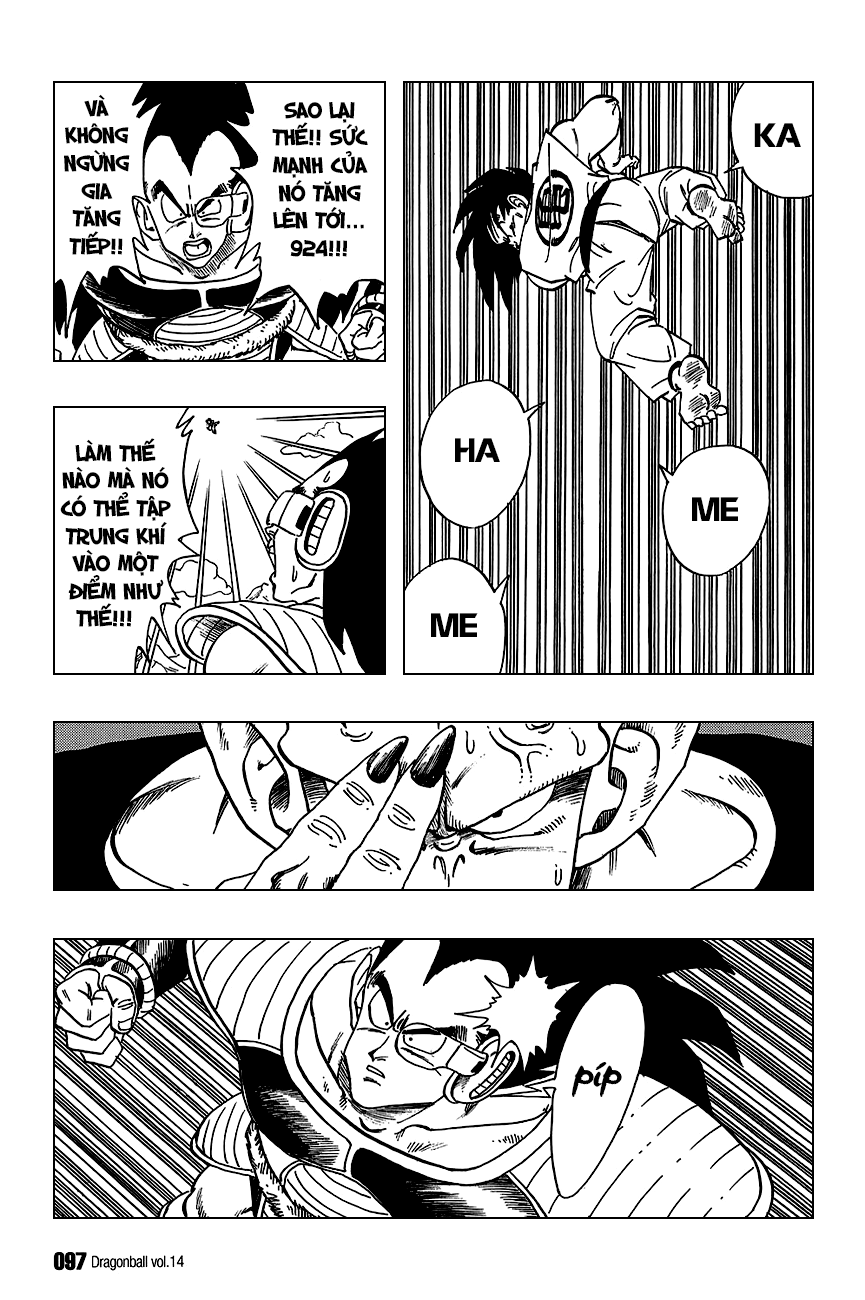 KA
ME
HA
ME
SAO LẠI
THẾ!! SỨC
MẠNH CỦA
NÓ TĂNG
LÊN TỚI...
924!!!
VÀ
KHÔNG
NGỪNG
GIA
TĂNG
TIẾP!!
LÀM THẾ
NÀO MÀ NÓ
CÓ THỂ TẬP
TRUNG KHÍ
VÀO MỘT
ĐIỂM NHƯ
THẾ!!!
PÍP
097 Dragonball vol.14